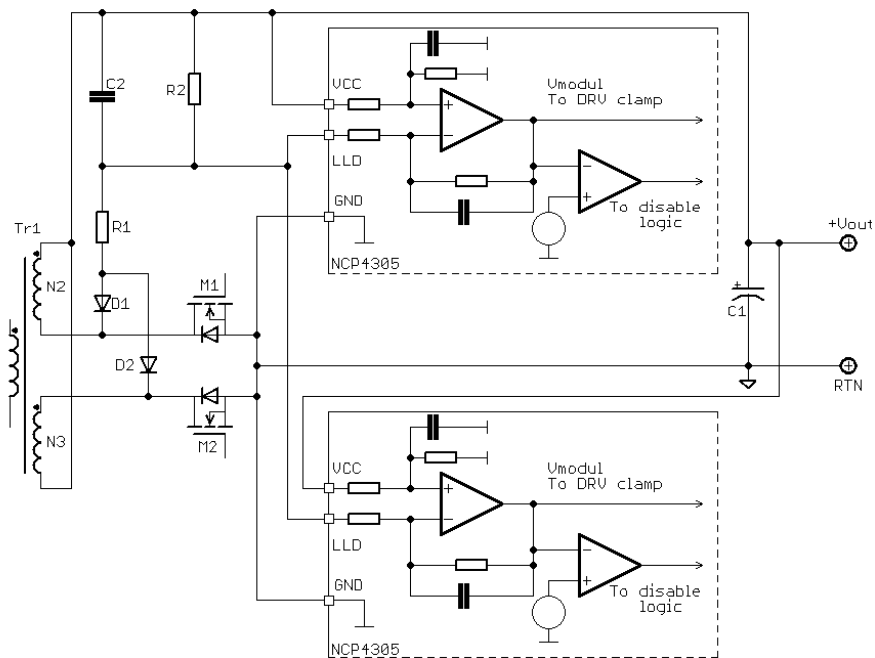 VCC
C2
R2
Vmodul
To DRV clamp
+
−
LLD
−
+
GND
To disable
logic
R1
Tr1
+Vout
NCP4305
M1
N2
D1
+
C1
D2
RTN
N3
M2
VCC
Vmodul
To DRV clamp
+
−
LLD
−
+
GND
To disable
logic
NCP4305